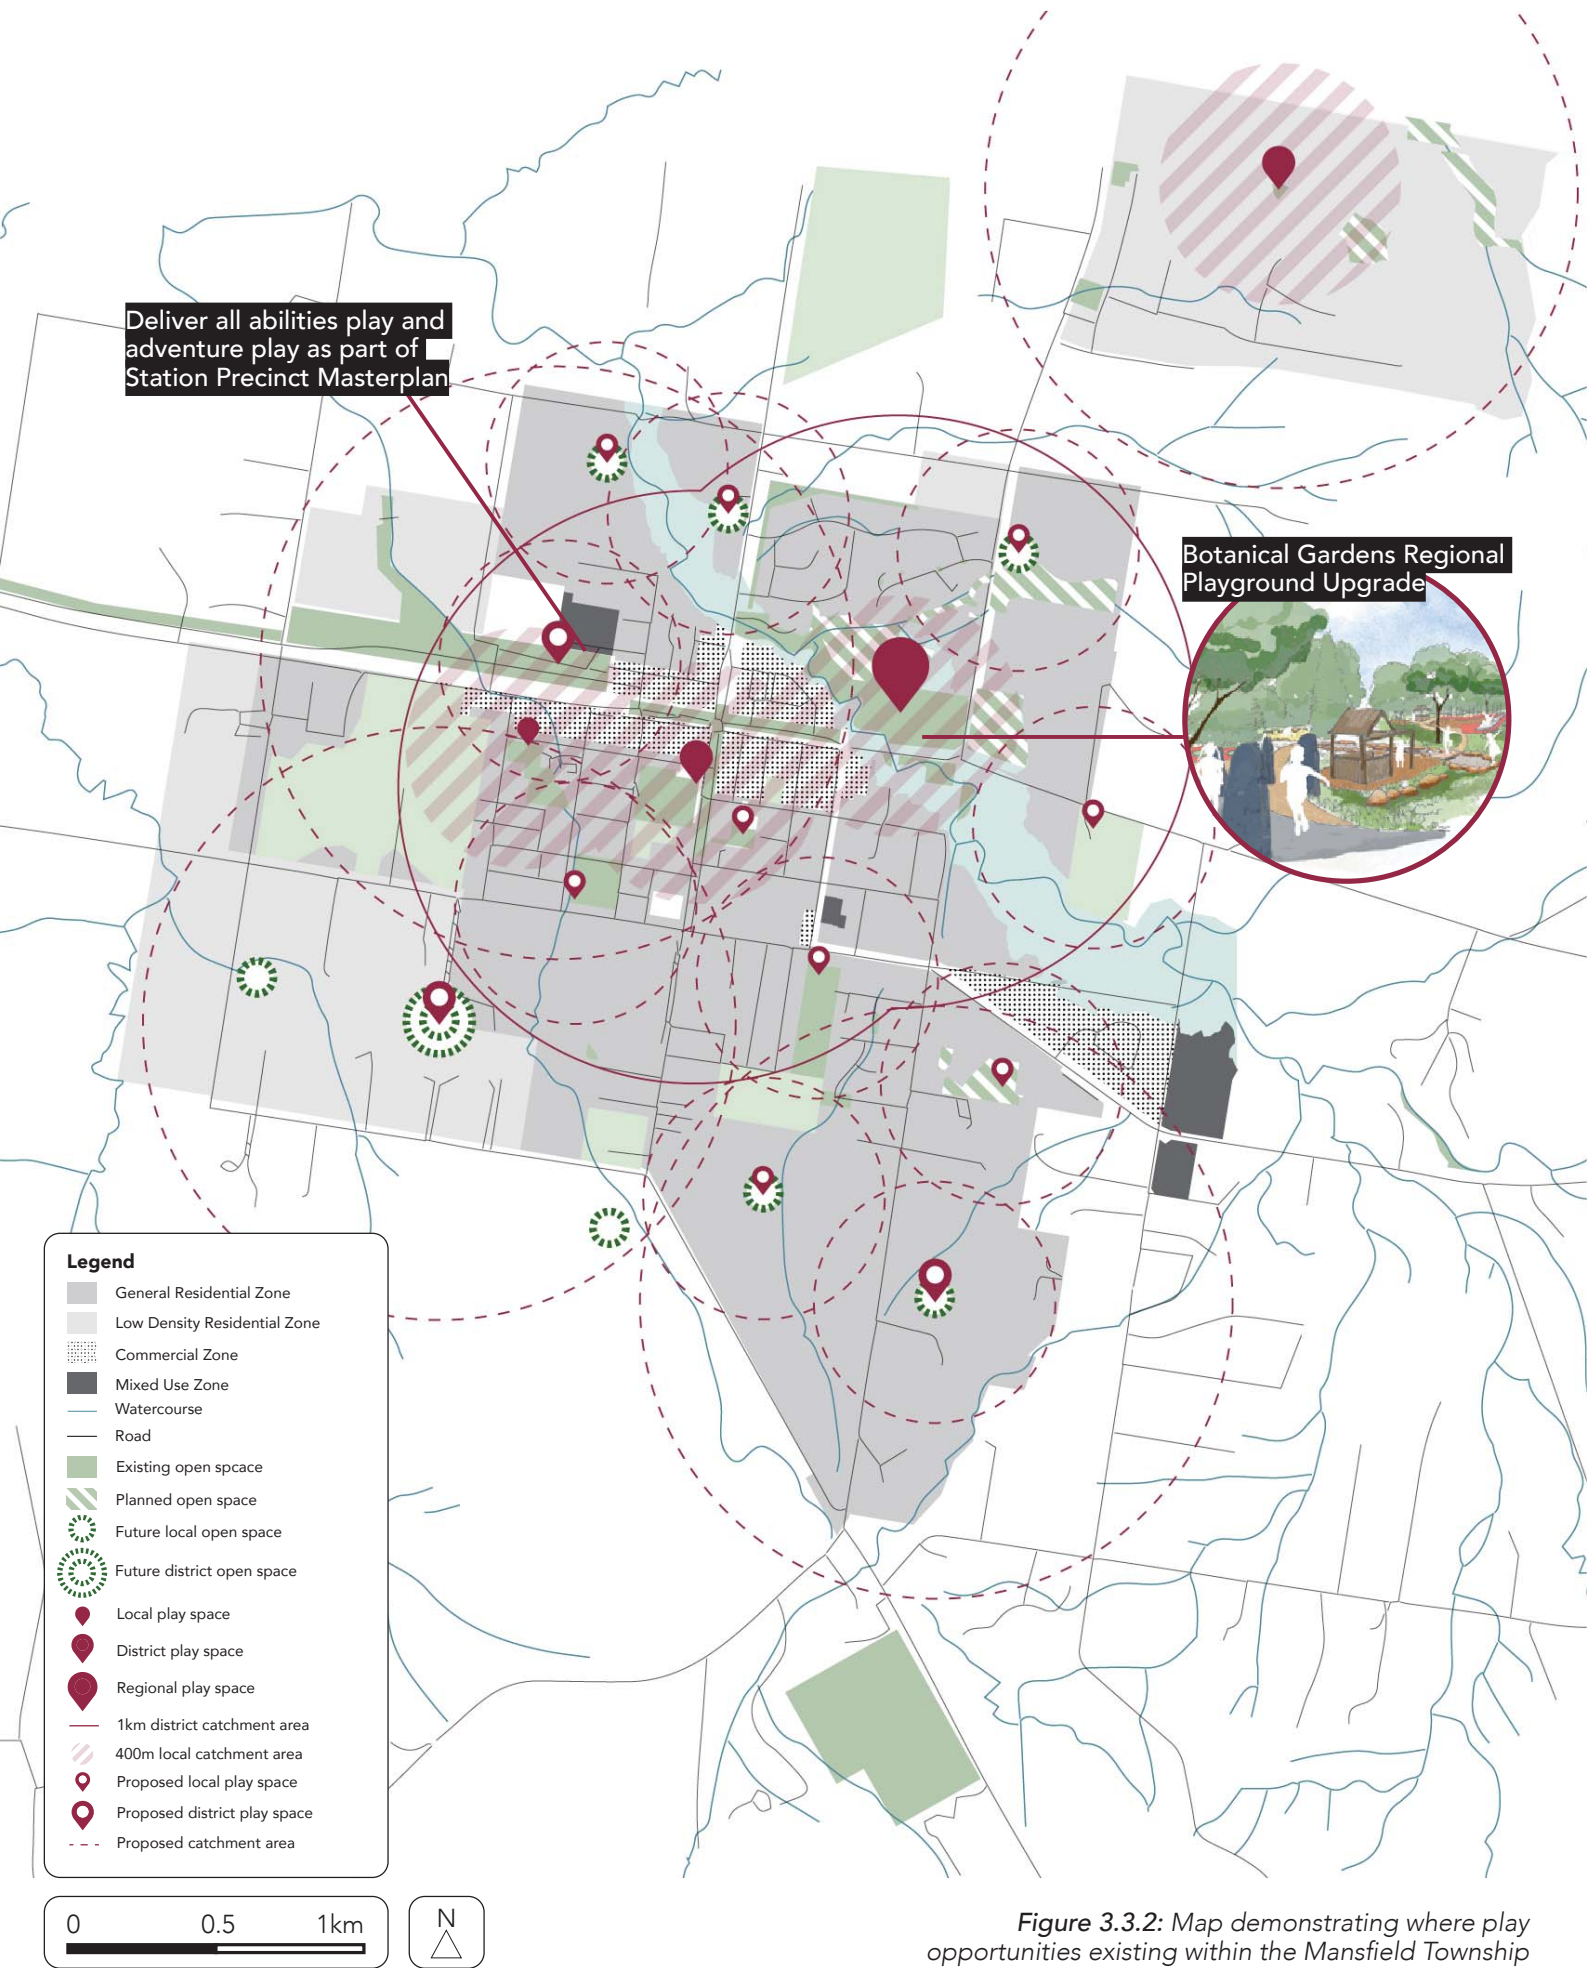 Deliver all abilities play and
adventure play as part of
Station Precinct Masterplan
Botanical Gardens Regional
Playground Upgrade
Legend
General Residential Zone
Low Density Residential Zone
Commercial Zone
Mixed Use Zone
Watercourse
Road
Existing open spcace
Planned open space
Future local open space
Future district open space
Local play space
District play space
Regional play space
1km district catchment area
400m local catchment area
Proposed local play space
Proposed district play space
Proposed catchment area
0 0.5 1km
N
Figure 3.3.2: Map demonstrating where play
opportunities existing within the Mansfield Township